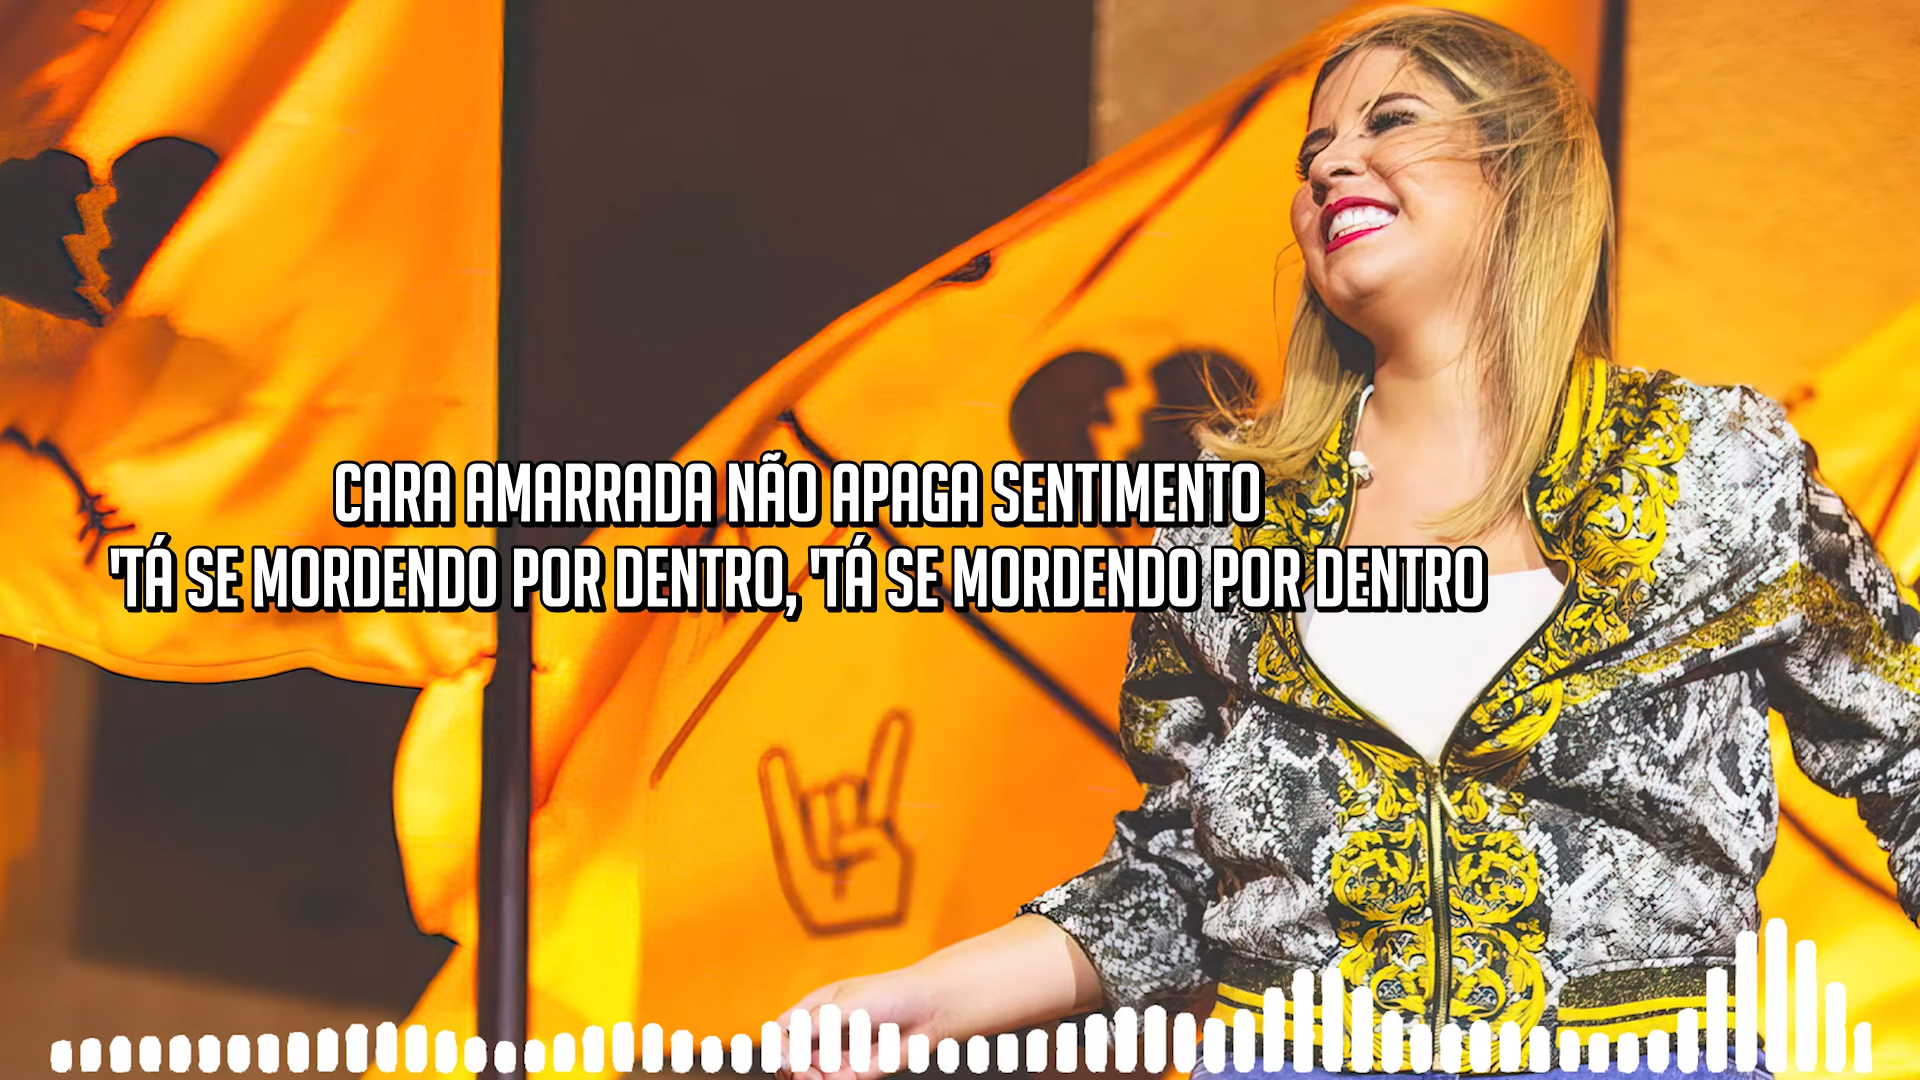 CARA AMARRADA NÃO APAGA SENTIMENTO
'TÁ SE MORDENDO POR DENTRO, 'TÁ SE MORDENDO POR DENTRO